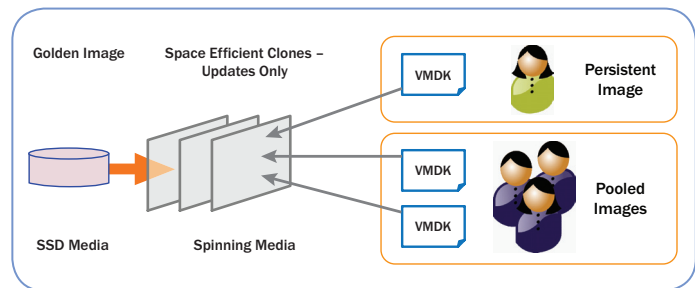 Golden Image
Space Efficient Clones –
Updates Only
SSD Media
Spinning Media
VMDK
Persistent
Image
VMDK
VMDK
Pooled
Images